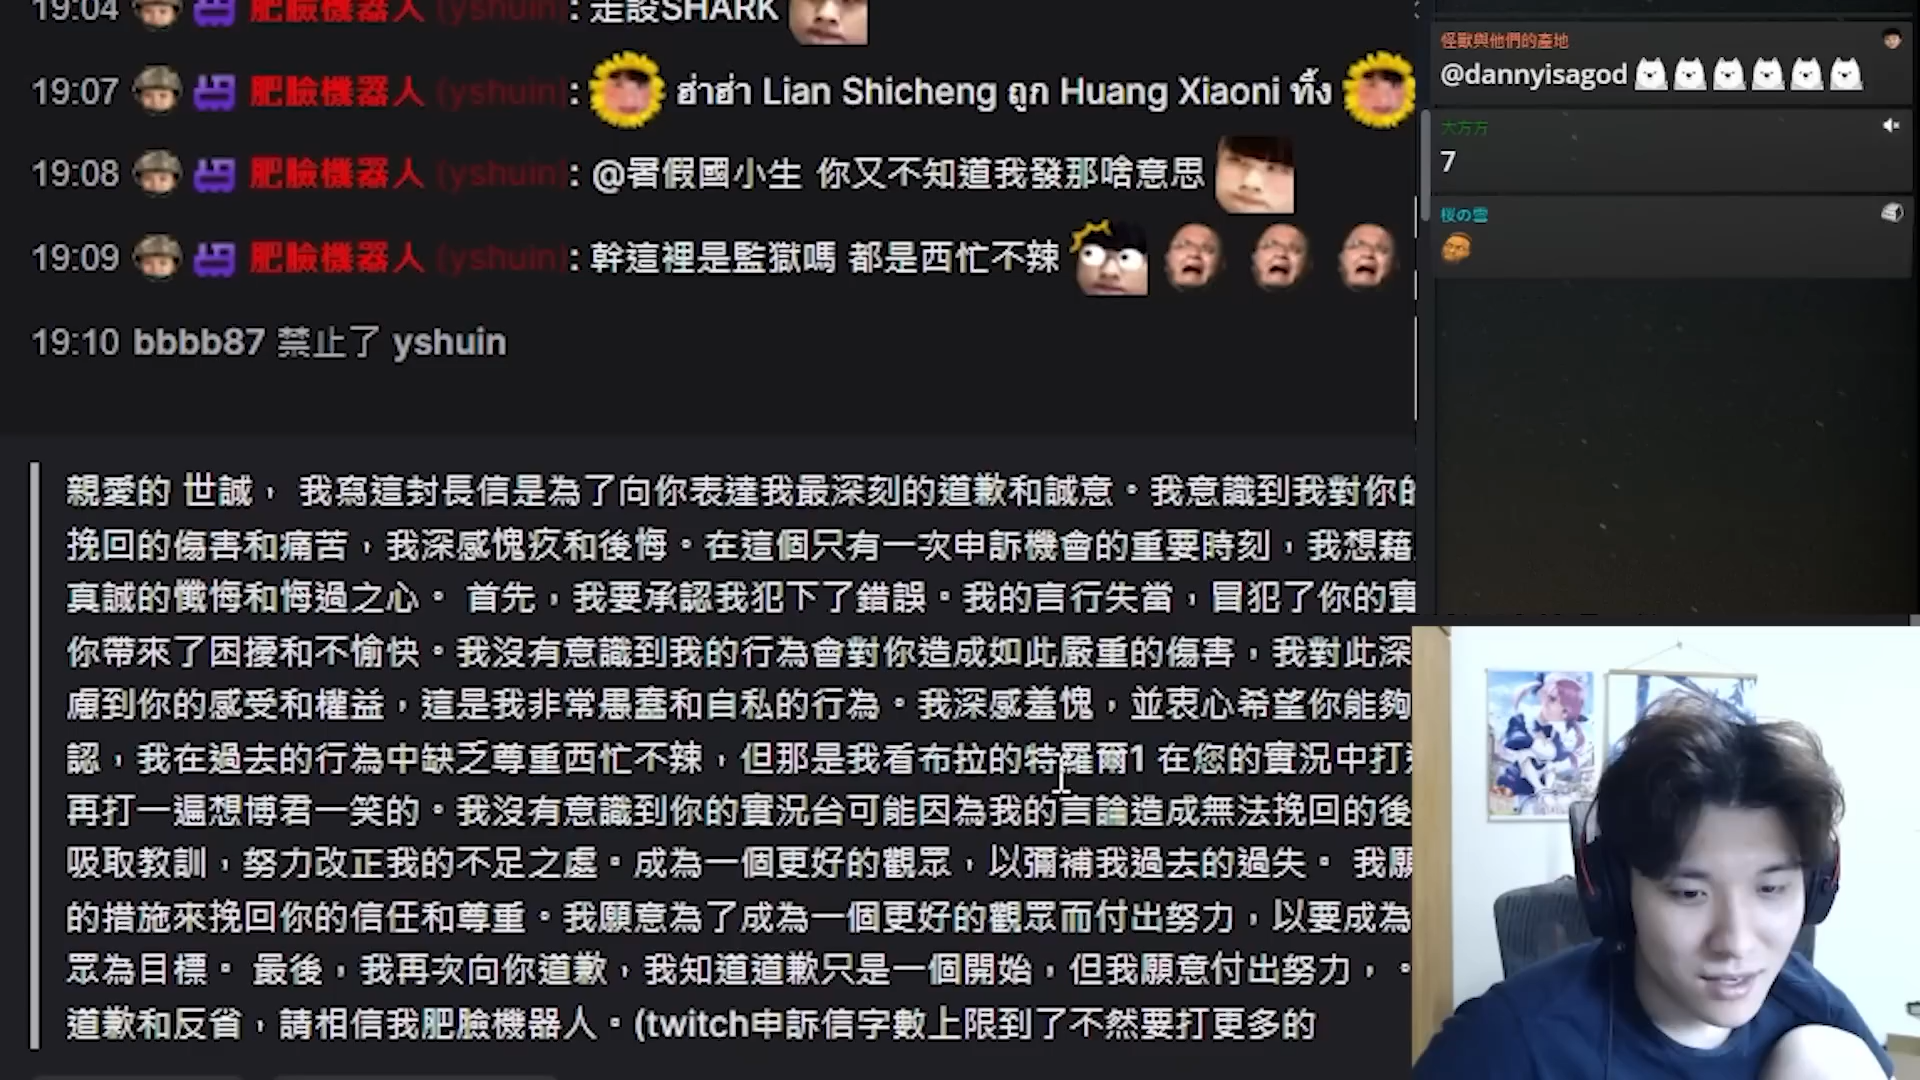 19:04 肥臉機器人 (yshuin): 走設SHARK
19:07 肥臉機器人 (yshuin): ฮ่าฮ่า Lian Shicheng ถูก Huang Xiaoni ทิ้ง
19:08 肥臉機器人 (yshuin): @暑假國小生 你又不知道我發那啥意思
19:09 肥臉機器人 (yshuin): 幹這裡是監獄嗎 都是西忙不辣
19:10 bbbb87 禁止了 yshuin
親愛的 世誠， 我寫這封長信是為了向你表達我最深刻的道歉和誠意。我意識到我對你的
挽回的傷害和痛苦，我深感愧疚和後悔。在這個只有一次申訴機會的重要時刻，我想藉
真誠的懺悔和悔過之心。 首先，我要承認我犯下了錯誤。我的言行失當，冒犯了你的實
你帶來了困擾和不愉快。我沒有意識到我的行為會對你造成如此嚴重的傷害，我對此深
慮到你的感受和權益，這是我非常愚蠢和自私的行為。我深感羞愧，並衷心希望你能夠
認，我在過去的行為中缺乏尊重西忙不辣，但那是我看布拉的特羅爾1 在您的實況中打
再打一遍想博君一笑的。我沒有意識到你的實況台可能因為我的言論造成無法挽回的後
吸取教訓，努力改正我的不足之處。成為一個更好的觀眾，以彌補我過去的過失。 我願
的措施來挽回你的信任和尊重。我願意為了成為一個更好的觀眾而付出努力，以要成為
眾為目標。 最後，我再次向你道歉，我知道道歉只是一個開始，但我願意付出努力，。
道歉和反省，請相信我肥臉機器人。(twitch申訴信字數上限到了不然要打更多的
怪獸與他們的產地
@dannyisagod
大方方
7
桜の雪